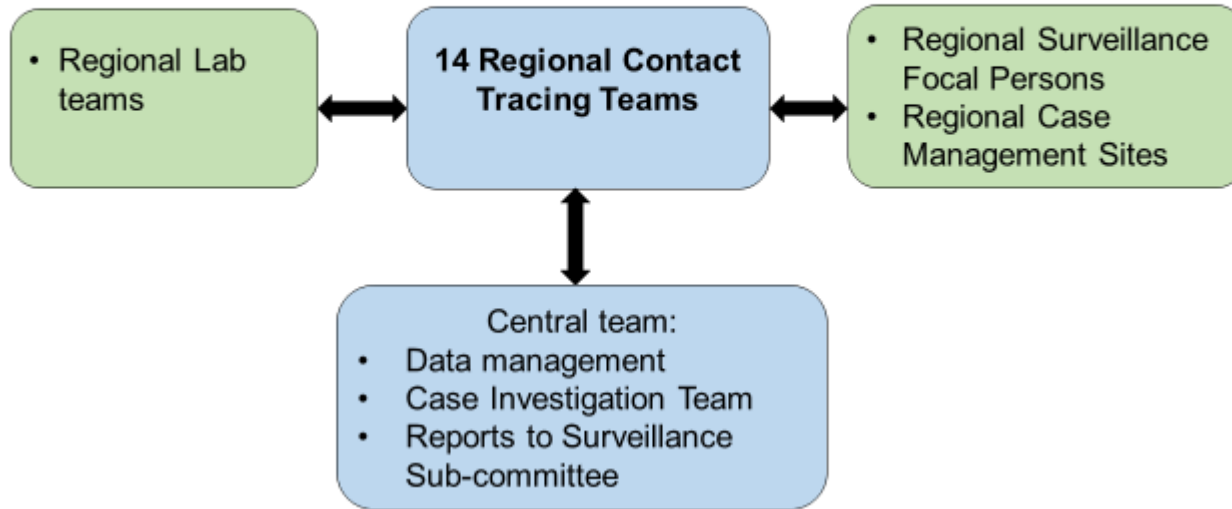 • Regional Lab
teams
14 Regional Contact
Tracing Teams
• Regional Surveillance
Focal Persons
• Regional Case
Management Sites
Central team:
• Data management
• Case Investigation Team
• Reports to Surveillance
Sub-committee